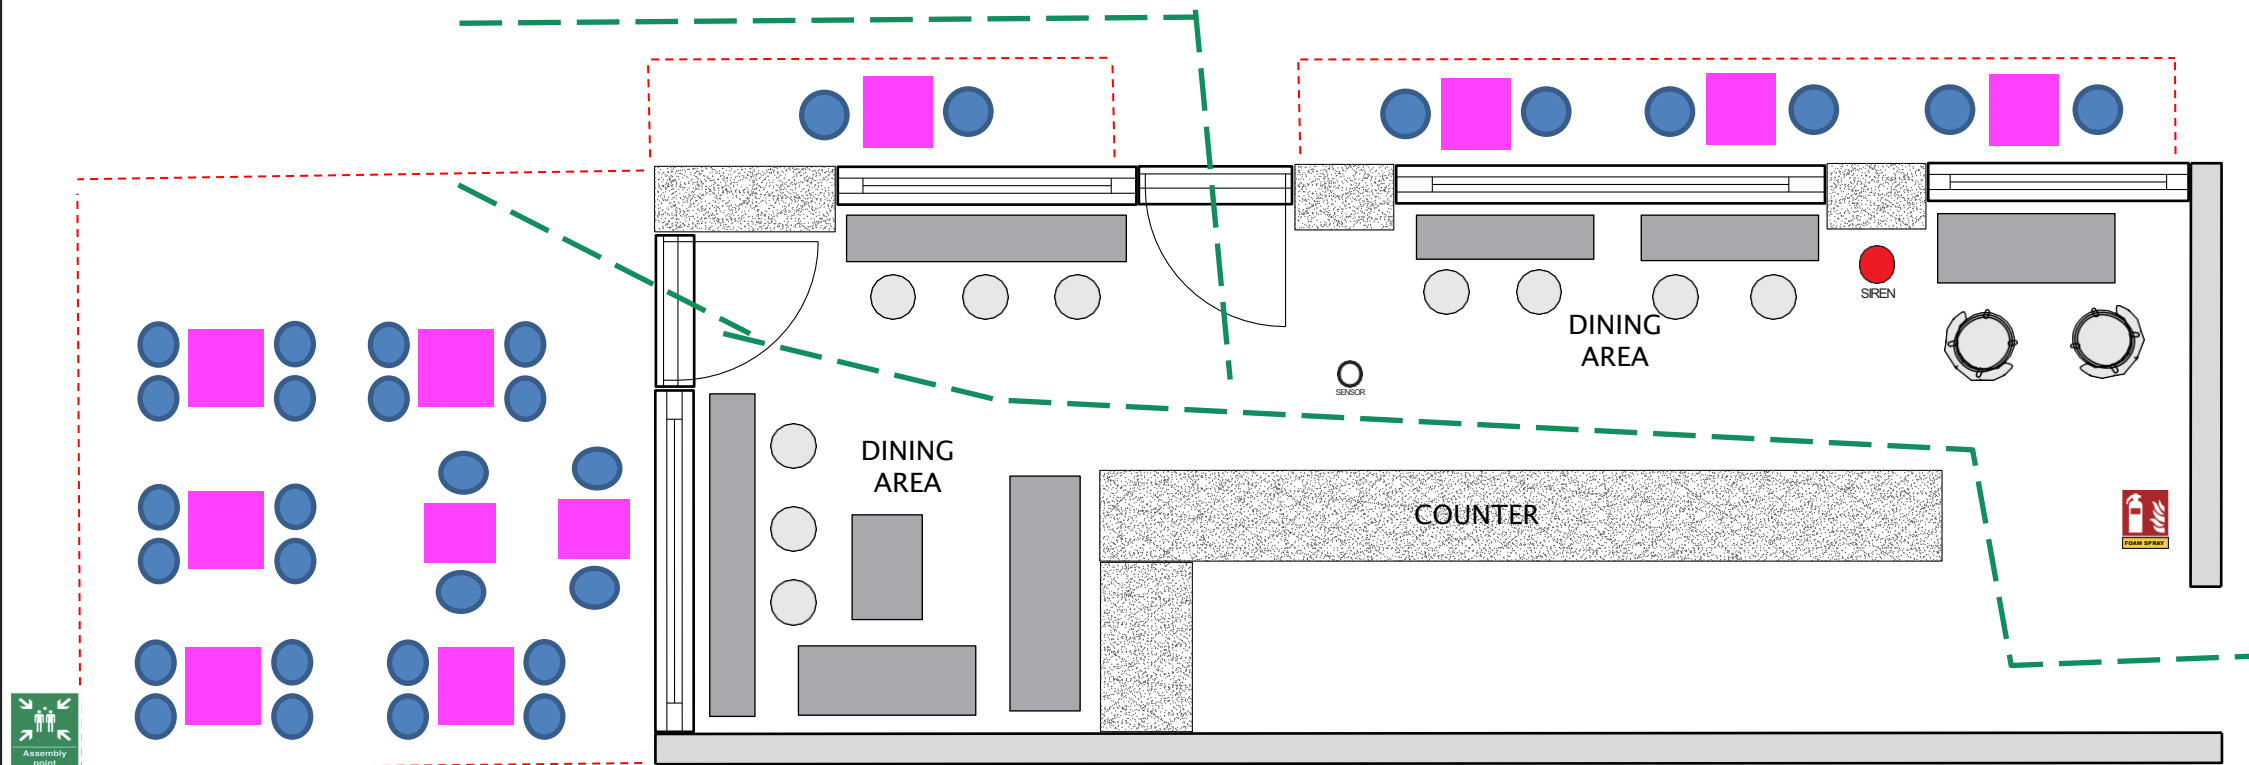 SIREN
DINING
AREA
SENSOR
DINING
AREA
COUNTER
FOAM SPRAY
Assembly
point